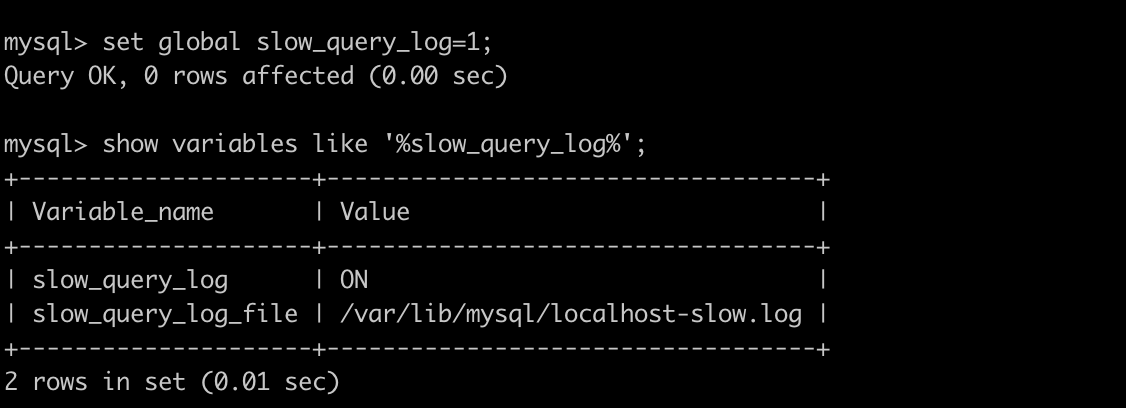 mysql> set global slow_query_log=1;
Query OK, 0 rows affected (0.00 sec)

mysql> show variables like '%slow_query_log%';
+---------------------+-----------------------------------+
| Variable_name       | Value                             |
+---------------------+-----------------------------------+
| slow_query_log      | ON                                |
| slow_query_log_file | /var/lib/mysql/localhost-slow.log |
+---------------------+-----------------------------------+
2 rows in set (0.01 sec)